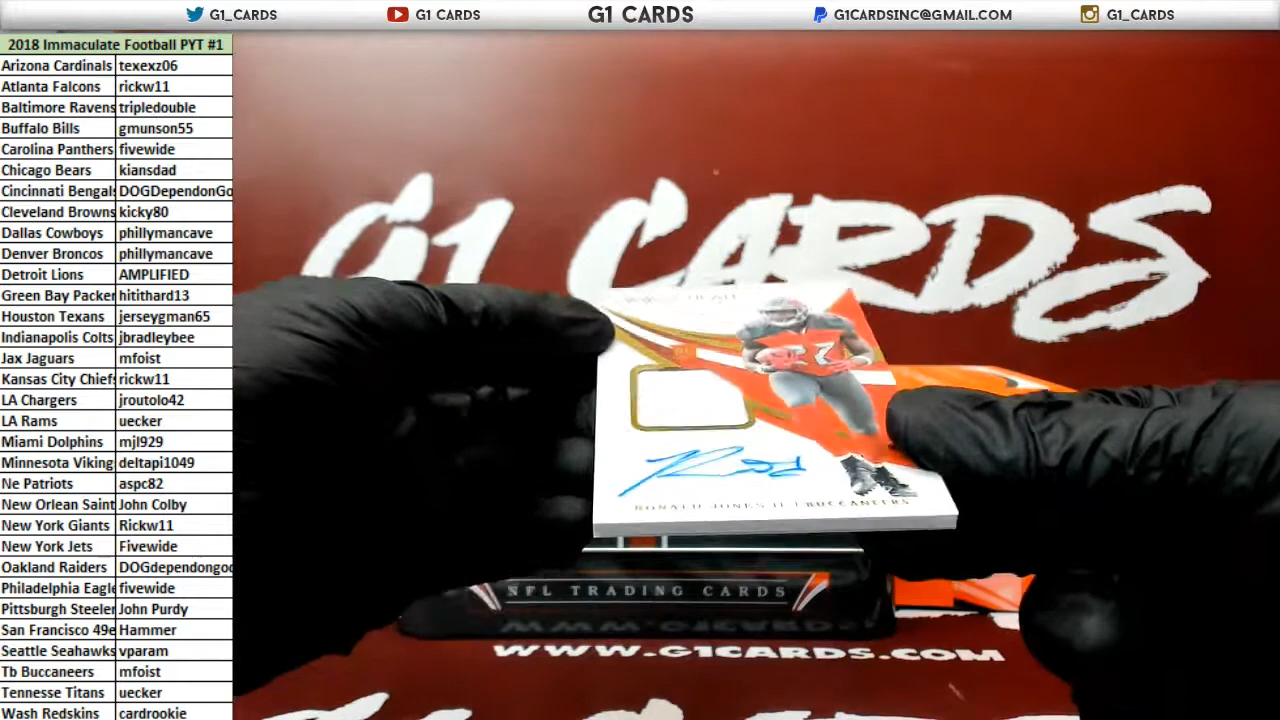 G1_CARDS
G1 CARDS
G1 CARDS
G1CARDSINC@GMAIL.COM
G1_CARDS
2018 Immaculate Football PYT #1
Arizona Cardinals texexz06
Atlanta Falcons rickw11
Baltimore Ravens tripledouble
Buffalo Bills gmunson55
Carolina Panthers fivewide
Chicago Bears kiansdad
Cincinnati Bengals DOGDependonGo
Cleveland Browns kicky80
Dallas Cowboys phillymancave
Denver Broncos phillymancave
Detroit Lions AMPLIFIED
Green Bay Packer hitithard13
Houston Texans jerseygman65
Indianapolis Colts jbradleybee
Jax Jaguars mfoist
Kansas City Chiefs rickw11
LA Chargers jroutolo42
LA Rams uecker
Miami Dolphins mjl929
Minnesota Viking deltapi1049
Ne Patriots aspc82
New Orlean Saint John Colby
New York Giants Rickw11
New York Jets Fivewide
Oakland Raiders DOGdependongod
Philadelphia Eagle fivewide
Pittsburgh Steeler John Purdy
San Francisco 49e Hammer
Seattle Seahawks vparam
Tb Buccaneers mfoist
Tennesse Titans uecker
Wash Redskins cardrookie
G1 CARDS
RONALD JONES II | BUCCANEERS
NFL TRADING CARDS
WWW.G1CARDS.COM